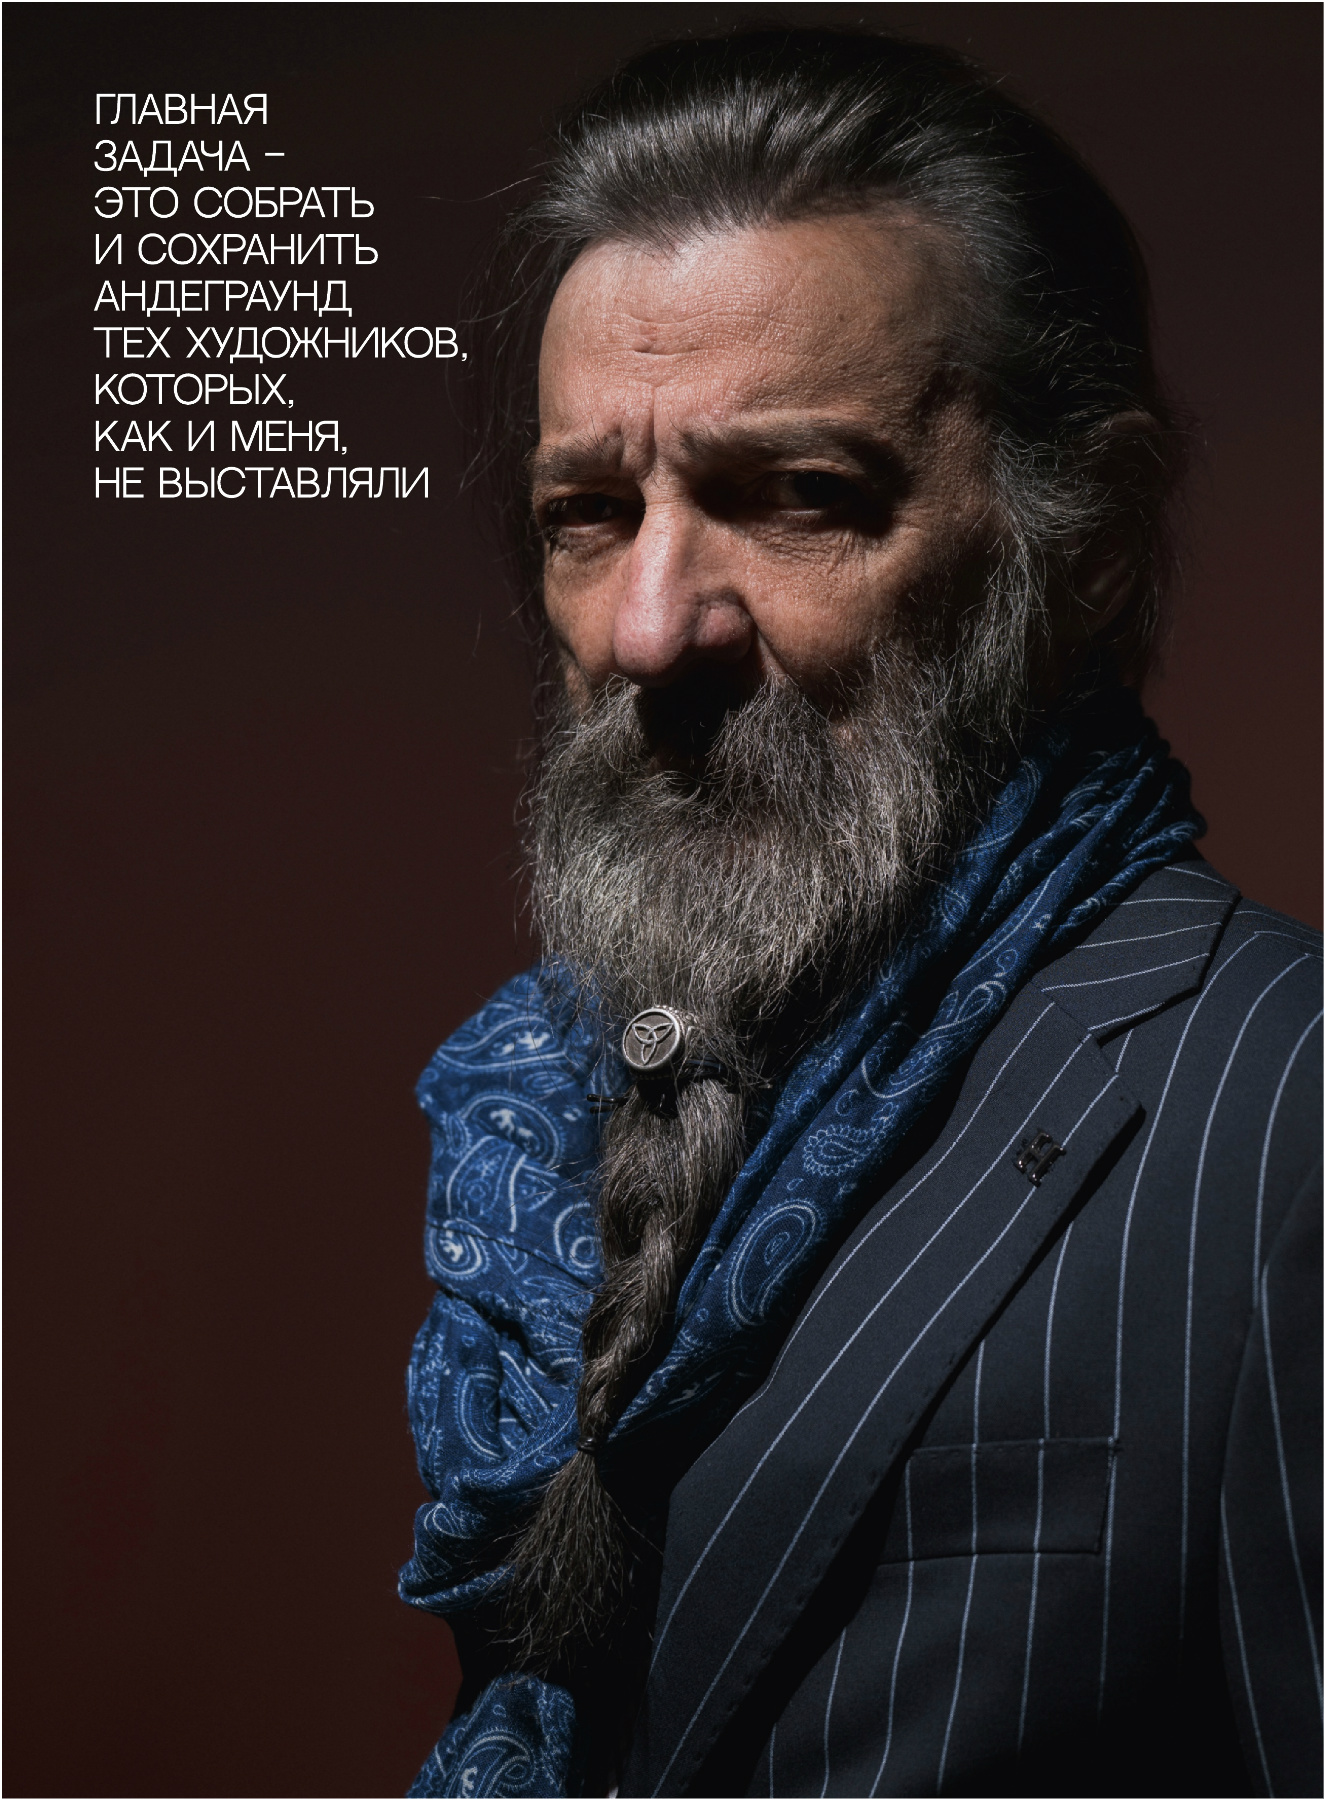 ГЛАВНАЯ
ЗАДАЧА –
ЭТО СОБРАТЬ
И СОХРАНИТЬ
АНДЕГРАУНД
ТЕХ ХУДОЖНИКОВ,
КОТОРЫХ,
КАК И МЕНЯ,
НЕ ВЫСТАВЛЯЛИ